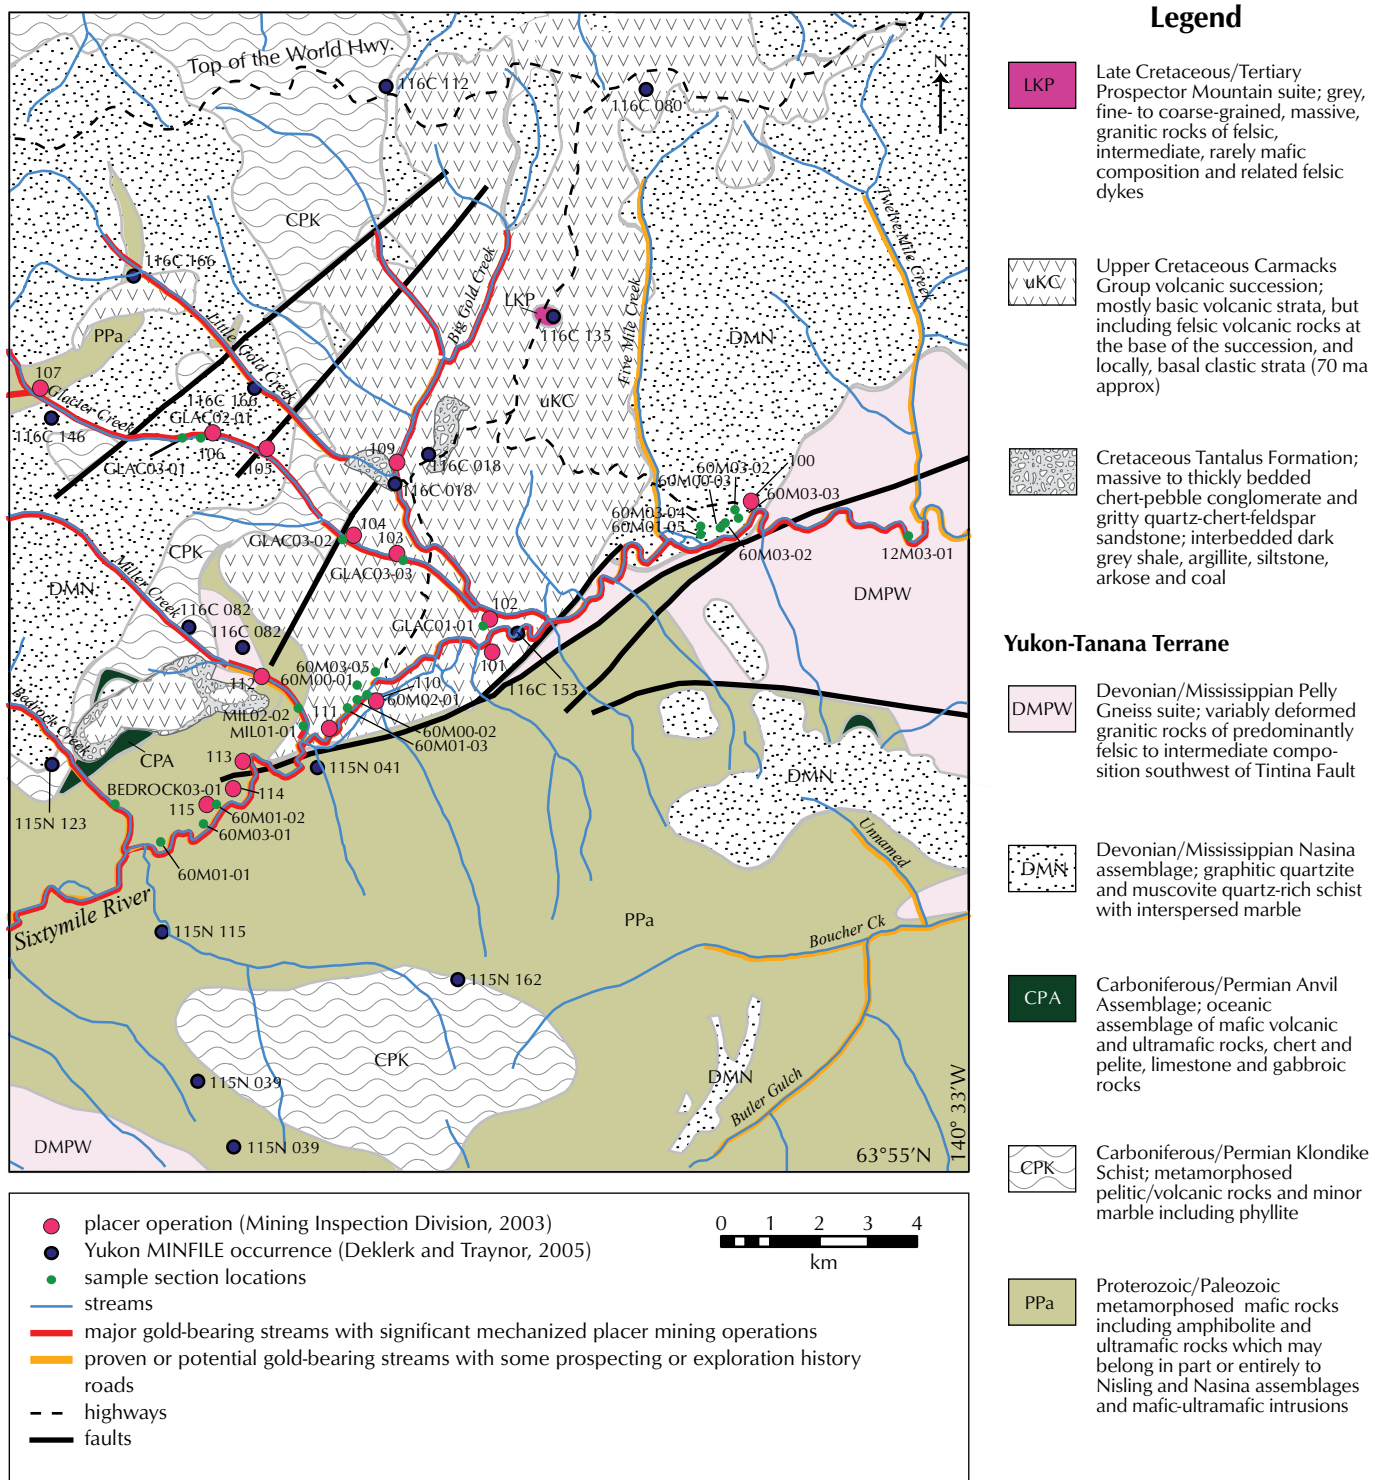 Top of the World Hwy.
116C 112
116C 080
N
CPK
Twelve Mile Creek
116C 166
Big Gold Creek
LKP
116C 135
Five Mile Creek
DMN
PPa
Little Gold Creek
107
Glacier Creek
116C 166
uKC
GLAC02-01
116C 146
106
105
GLAC03-01
109
116C 018
116C 018
60M03-02
100
60M00-03
60M03-03
60M03-04
60M01-05
60M03-02
12M03-01
104
103
GLAC03-02
GLAC03-03
CPK
DMN
Miller Creek
116C 082
116C 082
DMPW
102
GLAC01-01
101
116C 153
60M03-05
60M00-01
110
60M02-01
112
MIL02-02
111
MIL01-01
60M00-02
60M01-03
Bedrock Creek
CPA
113
115N 041
DMN
BEDROCK03-01
114
115
60M01-02
60M03-01
115N 123
60M01-01
Unnamed
Sixtymile River
115N 115
PPa
Boucher Ck
115N 162
CPK
115N 039
DMN
Butler Gulch
115N 039
DMPW
63°55'N
140° 33'W
placer operation (Mining Inspection Division, 2003)
Yukon MINFILE occurrence (Deklerk and Traynor, 2005)
sample section locations
streams
major gold-bearing streams with significant mechanized placer mining operations
proven or potential gold-bearing streams with some prospecting or exploration history
roads
highways
faults
0 1 2 3 4
km
Legend
LKP
Late Cretaceous/Tertiary
Prospector Mountain suite; grey,
fine- to coarse-grained, massive,
granitic rocks of felsic,
intermediate, rarely mafic
composition and related felsic
dykes
uKC
Upper Cretaceous Carmacks
Group volcanic succession;
mostly basic volcanic strata, but
including felsic volcanic rocks at
the base of the succession, and
locally, basal clastic strata (70 ma
approx)
Cretaceous Tantalus Formation;
massive to thickly bedded
chert-pebble conglomerate and
gritty quartz-chert-feldspar
sandstone; interbedded dark
grey shale, argillite, siltstone,
arkose and coal
Yukon-Tanana Terrane
DMPW
Devonian/Mississippian Pelly
Gneiss suite; variably deformed
granitic rocks of predominantly
felsic to intermediate compo-
sition southwest of Tintina Fault
DMN
Devonian/Mississippian Nasina
assemblage; graphitic quartzite
and muscovite quartz-rich schist
with interspersed marble
CPA
Carboniferous/Permian Anvil
Assemblage; oceanic
assemblage of mafic volcanic
and ultramafic rocks, chert and
pelite, limestone and gabbroic
rocks
CPK
Carboniferous/Permian Klondike
Schist; metamorphosed
pelitic/volcanic rocks and minor
marble including phyllite
PPa
Proterozoic/Paleozoic
metamorphosed mafic rocks
including amphibolite and
ultramafic rocks which may
belong in part or entirely to
Nisling and Nasina assemblages
and mafic-ultramafic intrusions